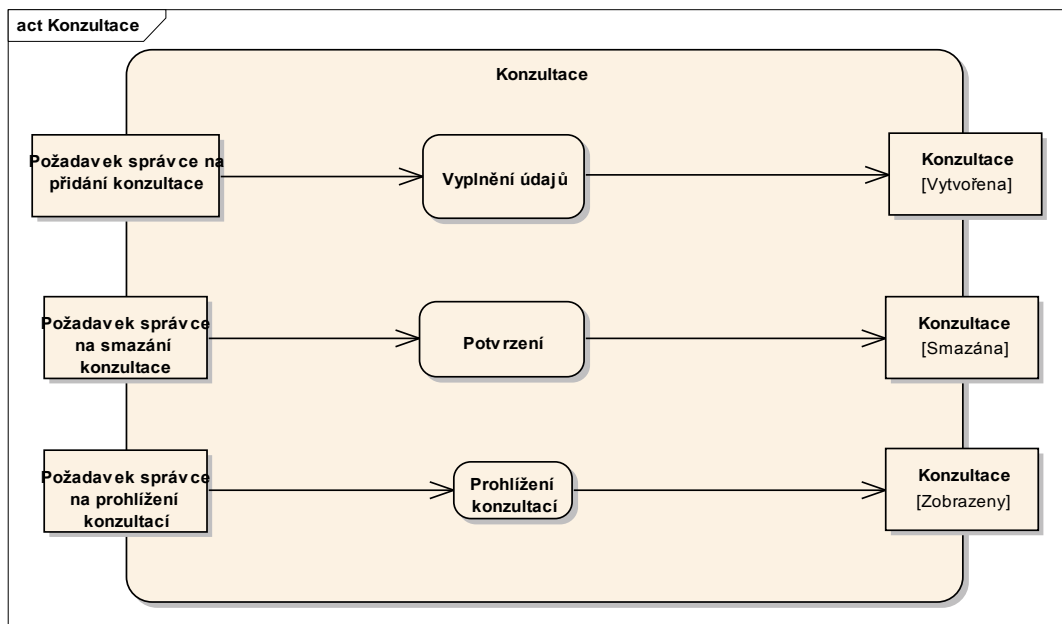 act Konzultace
Konzultace
Požadavek správce na
přidání konzultace
Vyplnění údajů
Konzultace
[Vytvořena]
Požadavek správce
na smazání
konzultace
Potvrzení
Konzultace
[Smazána]
Požadavek správce
na prohlížení
konzultací
Prohlížení
konzultací
Konzultace
[Zobrazeny]